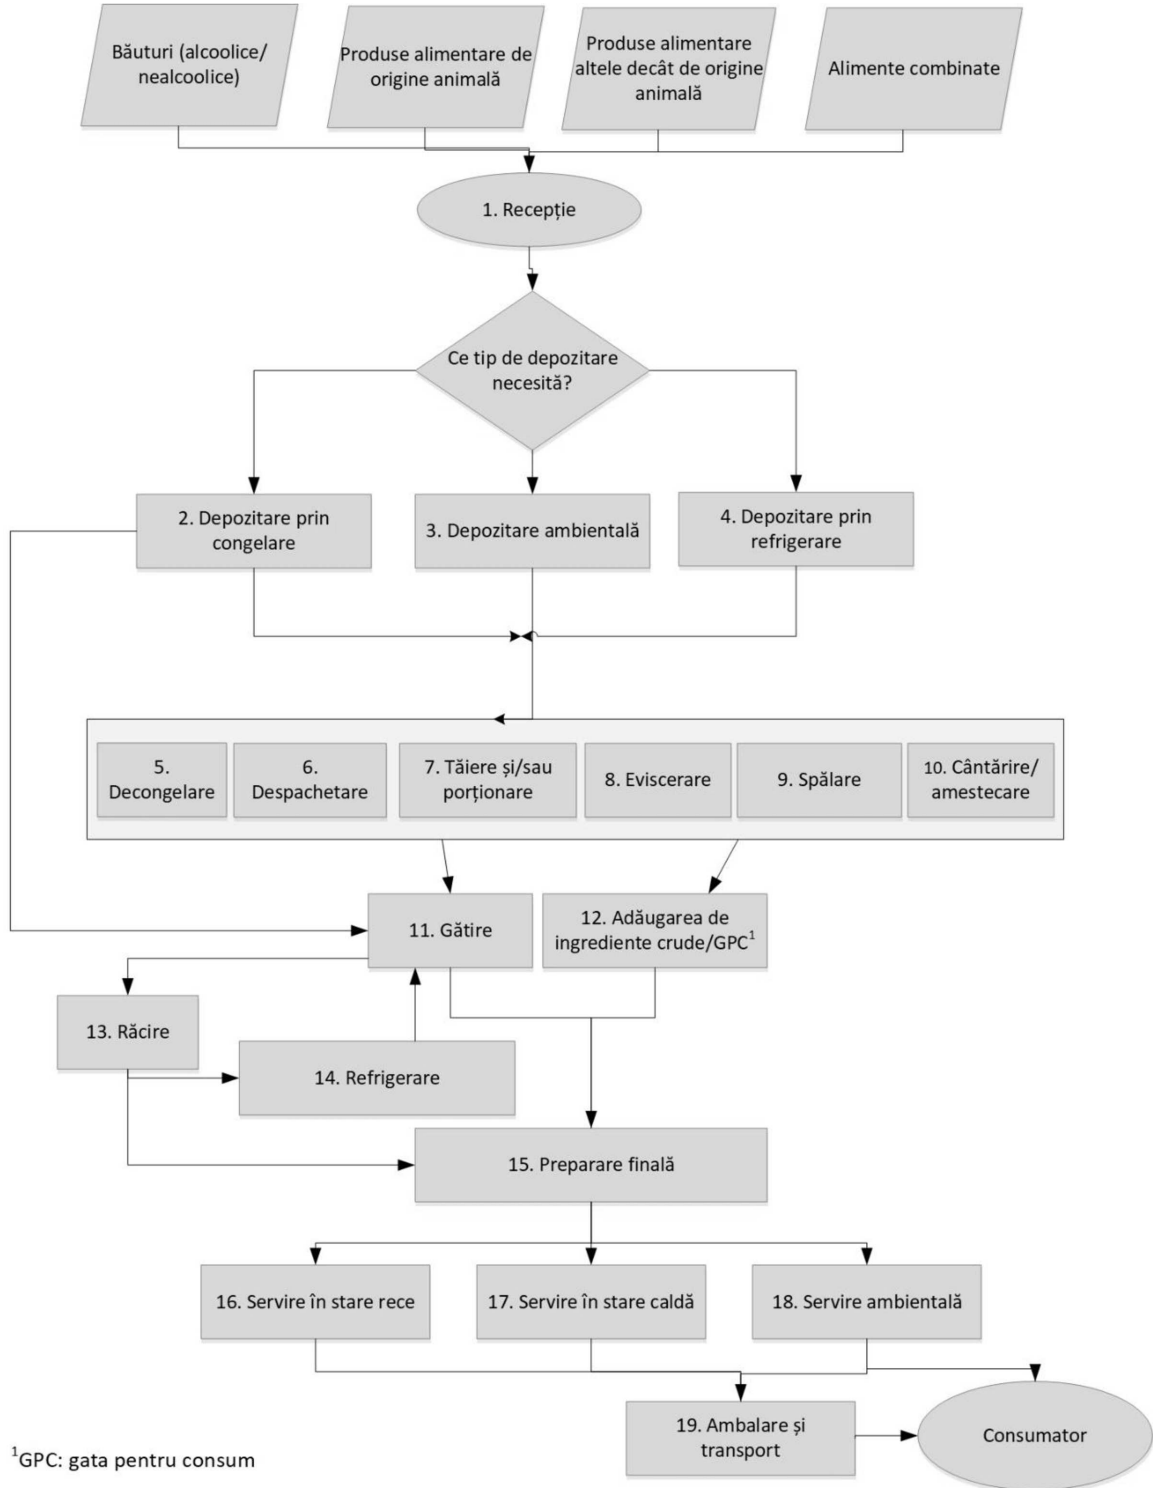 Băuturi (alcoolice/
nealcoolice)
Produse alimentare de
origine animală
Produse alimentare
altele decât de origine
animală
Alimente combinate
1. Recepție
Ce tip de depozitare
necesită?
2. Depozitare prin
congelare
3. Depozitare ambientală
4. Depozitare prin
refrigerare
5.
Decongelare
6.
Despachetare
7. Tăiere și/sau
porționare
8. Eviscerare
9. Spălare
10. Cântărire/
amestecare
11. Gătire
12. Adăugarea de
ingrediente crude/GPC¹
13. Răcire
14. Refrigerare
15. Preparare finală
16. Servire în stare rece
17. Servire în stare caldă
18. Servire ambientală
19. Ambalare și
transport
Consumator
¹GPC: gata pentru consum